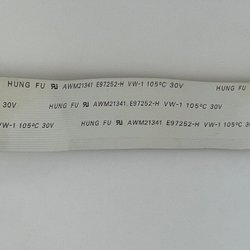 HUNG FU AWM21341 E97252-H VW-1 105°C 30V HUNG FU
30V HUNG FU AWM21341 E97252-H VW-1 105°C 30V
VW-1 105°C 30V HUNG FU AWM21341 E97252-H VW-1 105°C 30V